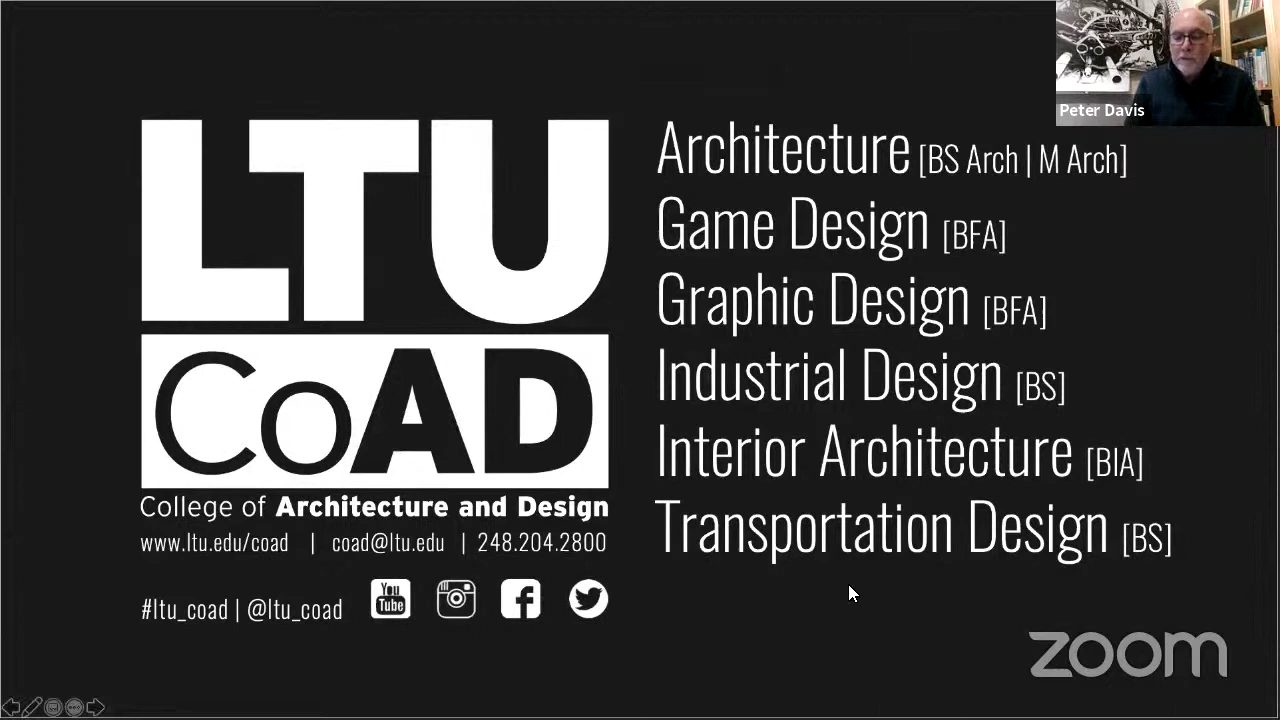 Peter Davis
LTU
CoAD
College of Architecture and Design
www.ltu.edu/coad | coad@ltu.edu | 248.204.2800
#ltu_coad | @ltu_coad
You
Tube
Architecture [BS Arch | M Arch]
Game Design [BFA]
Graphic Design [BFA]
Industrial Design [BS]
Interior Architecture [BIA]
Transportation Design [BS]
zoom